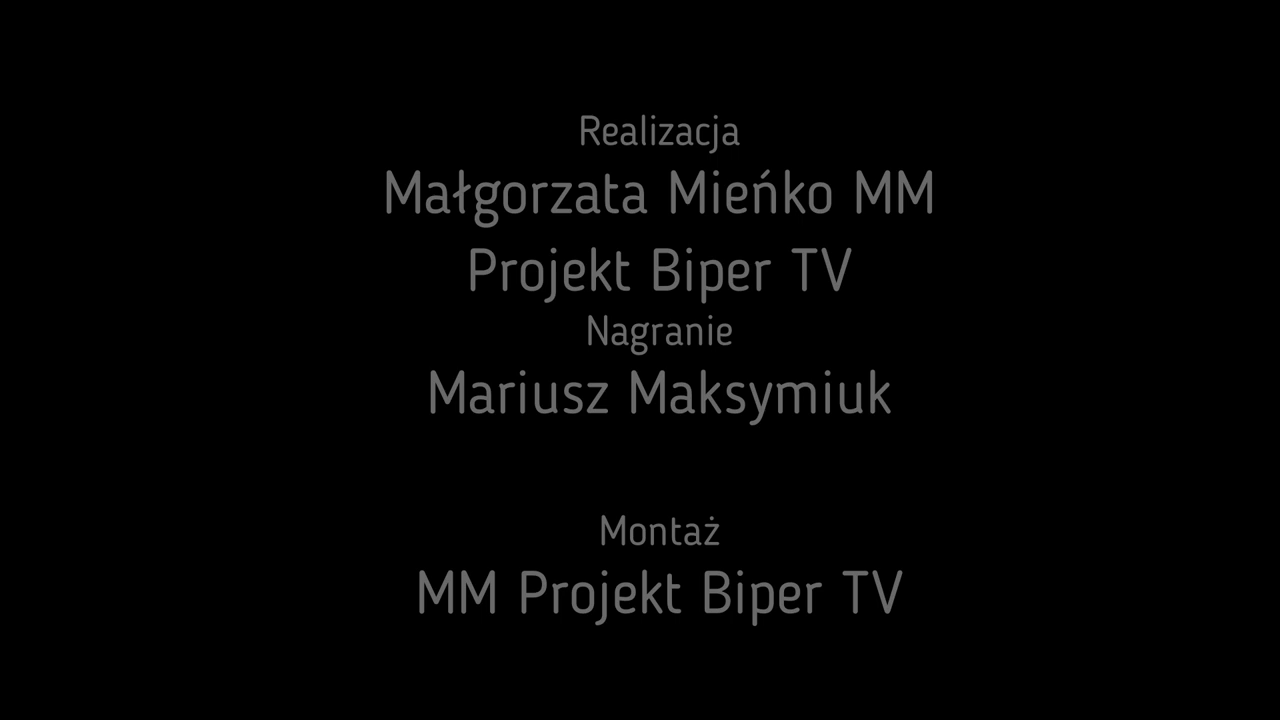 Realizacja
Małgorzata Mieńko MM
Projekt Biper TV
Nagranie
Mariusz Maksymiuk
Montaż
MM Projekt Biper TV